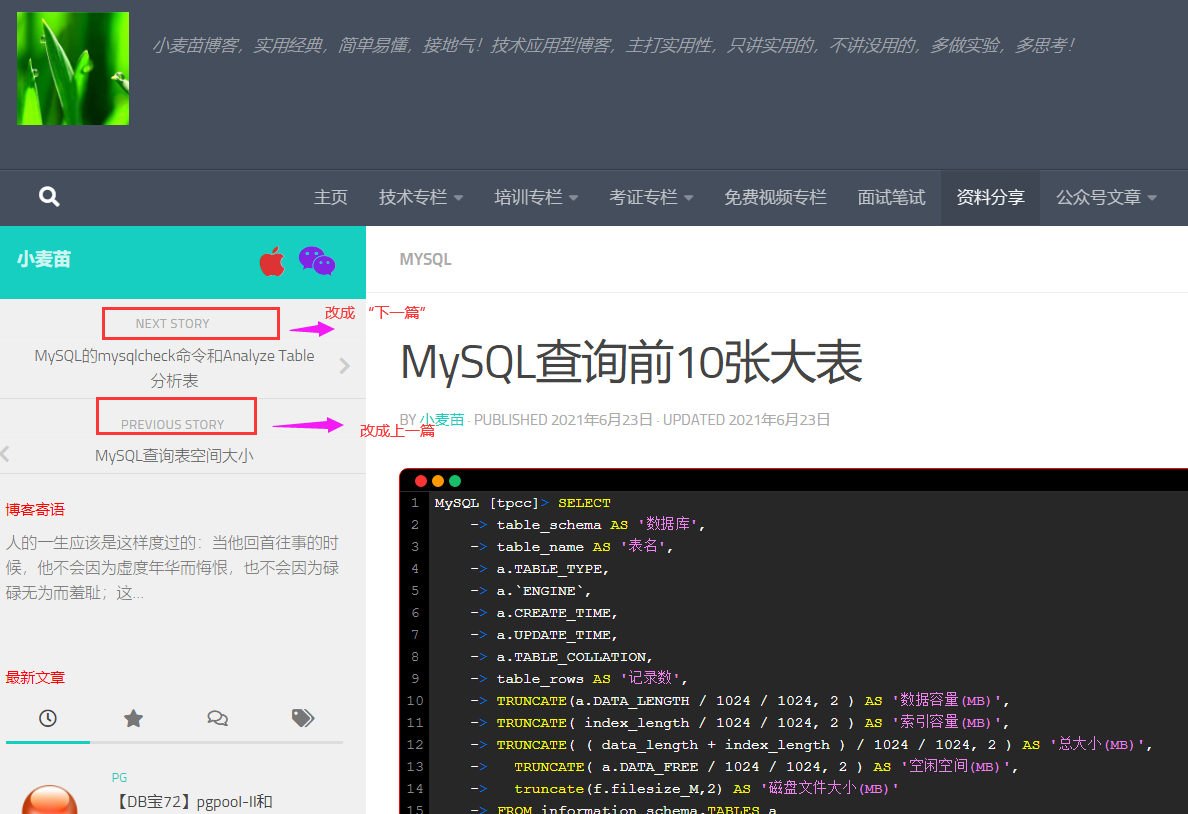 小麦苗博客，实用经典，简单易懂，接地气！技术应用型博客，主打实用性，只讲实用的，不讲没用的，多做实验，多思考！
主页 技术专栏 培训专栏 考证专栏 免费视频专栏 面试笔试 资料分享 公众号文章
小麦苗
NEXT STORY
改成 “下一篇”
MySQL的mysqlcheck命令和Analyze Table
分析表
PREVIOUS STORY
改成上一篇
MySQL查询表空间大小
博客寄语
人的一生应该是这样度过的：当他回首往事的时
候，他不会因为虚度年华而悔恨，也不会因为碌
碌无为而羞耻；这...
最新文章
PG
【DB宝72】pgpool-II和
MYSQL
MySQL查询前10张大表
BY 小麦苗 · PUBLISHED 2021年6月23日 · UPDATED 2021年6月23日
1 MySQL [tpcc]> SELECT
2 -> table_schema AS '数据库',
3 -> table_name AS '表名',
4 -> a.TABLE_TYPE,
5 -> a.`ENGINE`,
6 -> a.CREATE_TIME,
7 -> a.UPDATE_TIME,
8 -> a.TABLE_COLLATION,
9 -> table_rows AS '记录数',
10 -> TRUNCATE(a.DATA_LENGTH / 1024 / 1024, 2 ) AS '数据容量(MB)',
11 -> TRUNCATE( index_length / 1024 / 1024, 2 ) AS '索引容量(MB)',
12 -> TRUNCATE( ( data_length + index_length ) / 1024 / 1024, 2 ) AS '总大小(MB)',
13 -> TRUNCATE( a.DATA_FREE / 1024 / 1024, 2 ) AS '空闲空间(MB)',
14 -> truncate(f.filesize_M,2) AS '磁盘文件大小(MB)'
15 -> FROM information_schema.TABLES a